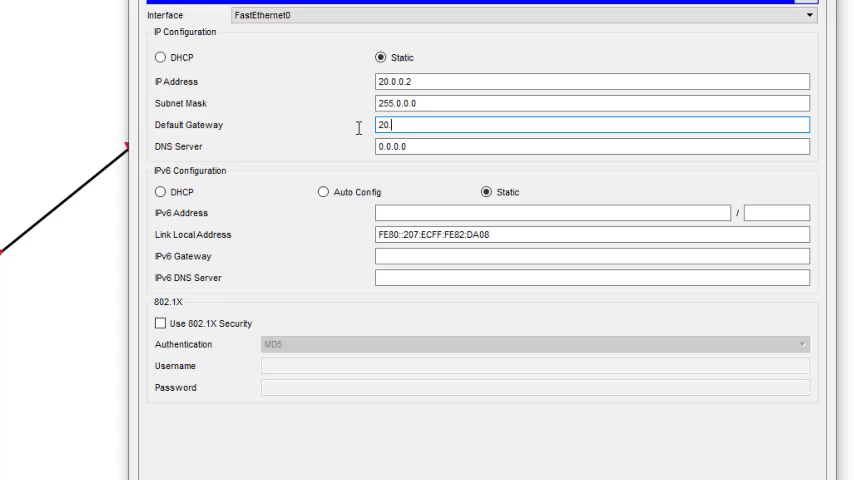 Interface FastEthernet0
IP Configuration
DHCP Static
IP Address 20.0.0.2
Subnet Mask 255.0.0.0
Default Gateway 20.
DNS Server 0.0.0.0
IPv6 Configuration
DHCP Auto Config Static
IPv6 Address /
Link Local Address FE80::207:ECFF:FE82:DA08
IPv6 Gateway
IPv6 DNS Server
802.1X
Use 802.1X Security
Authentication MD5
Username
Password